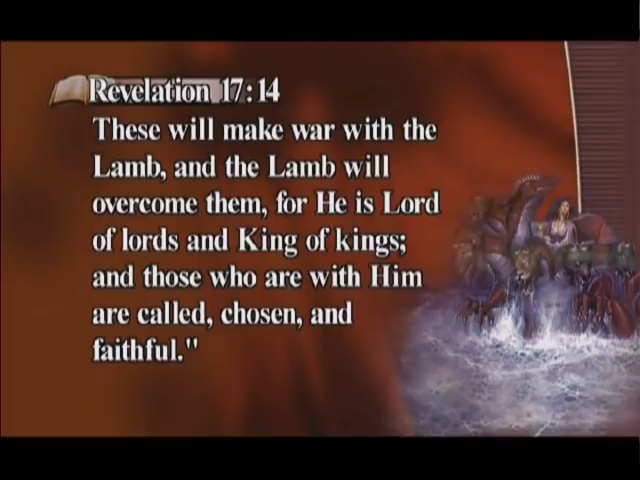 Revelation 17:14
These will make war with the
Lamb, and the Lamb will
overcome them, for He is Lord
of lords and King of kings;
and those who are with Him
are called, chosen, and
faithful."